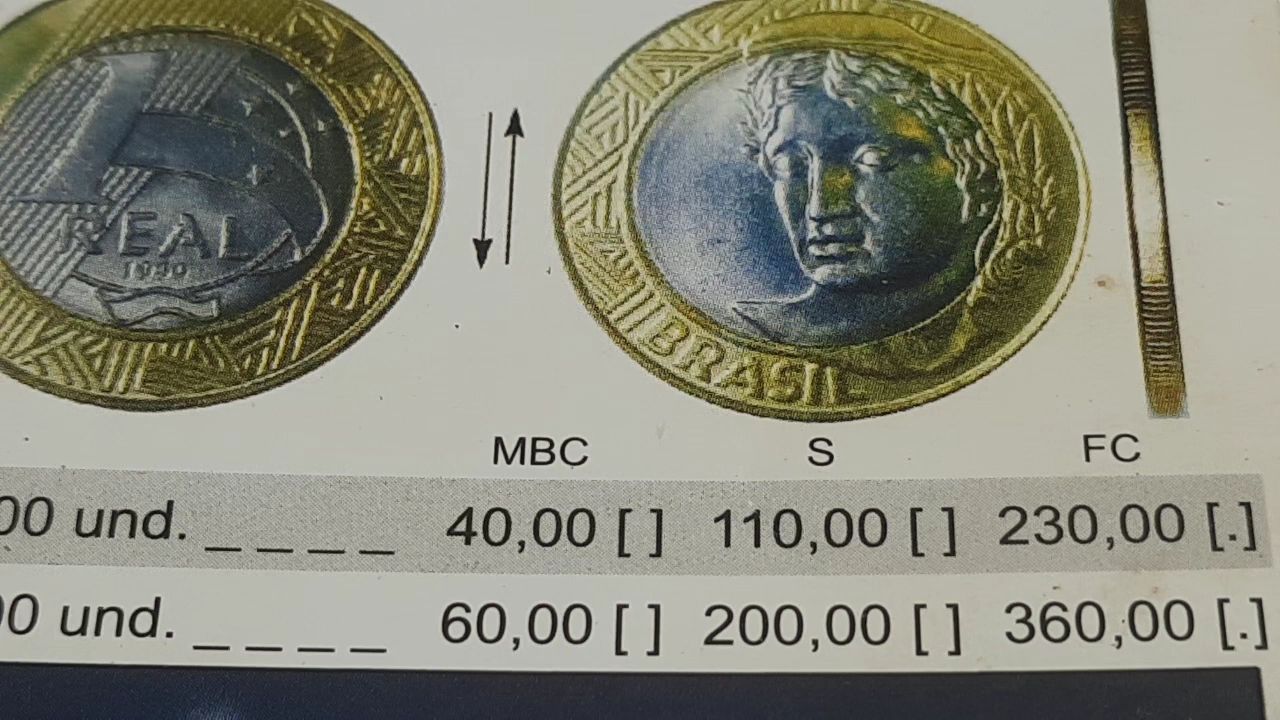 1
REAL
BRASIL
MBC S FC
00 und. _ _ _ _ 40,00 [ ] 110,00 [ ] 230,00 [.]
00 und. _ _ _ _ 60,00 [ ] 200,00 [ ] 360,00 [.]